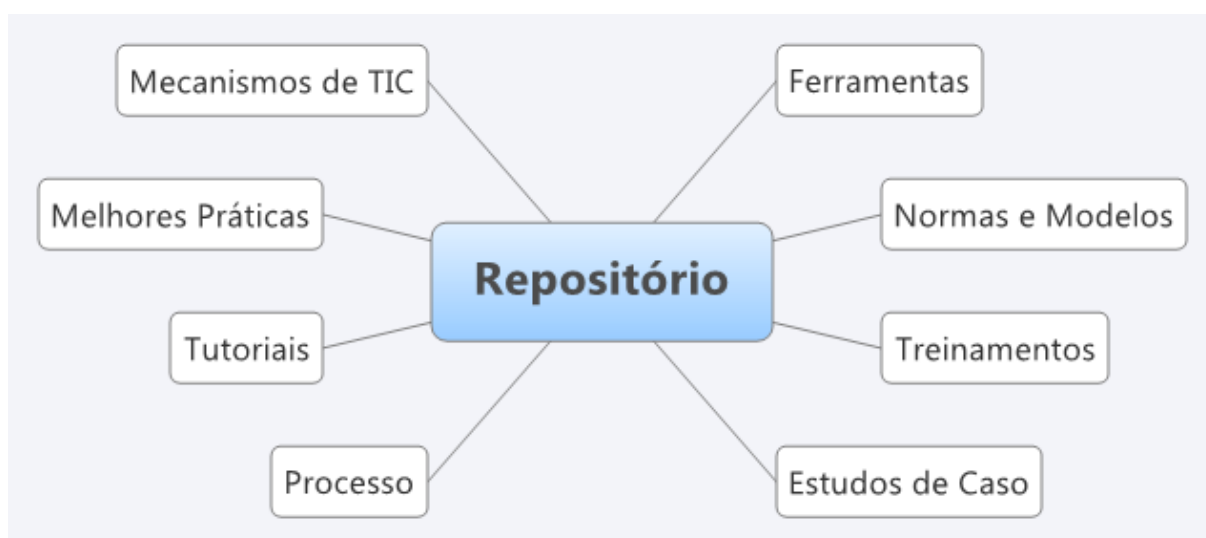 Mecanismos de TIC
Ferramentas
Melhores Práticas
Normas e Modelos
Repositório
Tutoriais
Treinamentos
Processo
Estudos de Caso